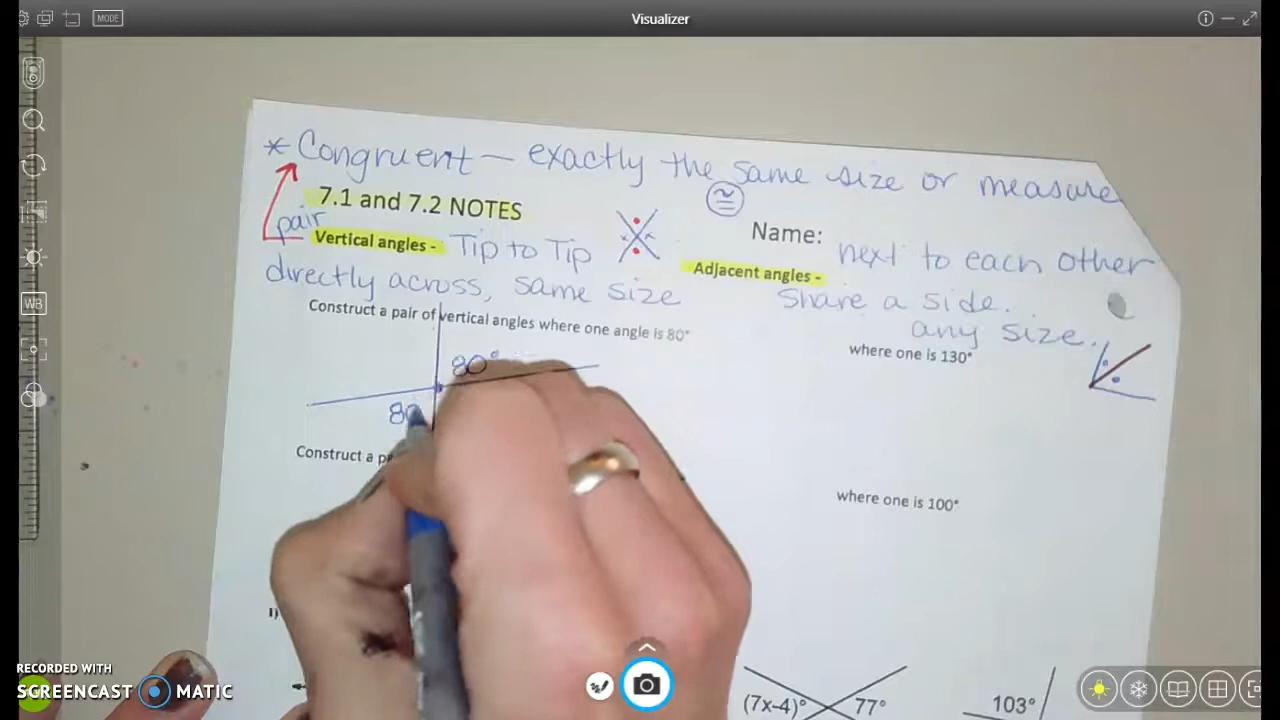 MODE
Visualizer
* Congruent — exactly the same size or measure
≅
7.1 and 7.2 NOTES
Name:
pair
Vertical angles - Tip to Tip
directly across, same size
Adjacent angles - next to each other
share a side.
any size.
Construct a pair of vertical angles where one angle is 80°
where one is 130°
80°
80
Construct a
where one is 100°
WB
1)
(7x-4)°
77°
103°
RECORDED WITH
SCREENCAST MATIC